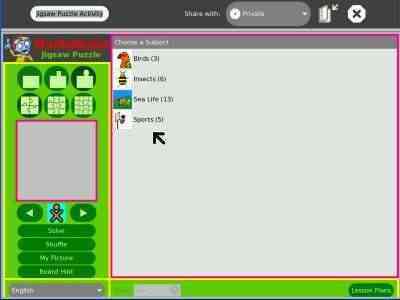 Jigsaw Puzzle Activity
Share with:
Private
Jigsaw Puzzle
Choose a Subject
Birds (3)
Insects (6)
Sea Life (13)
Sports (5)
Solve
Shuffle
My Picture
Board Hint
English
Lesson Plans